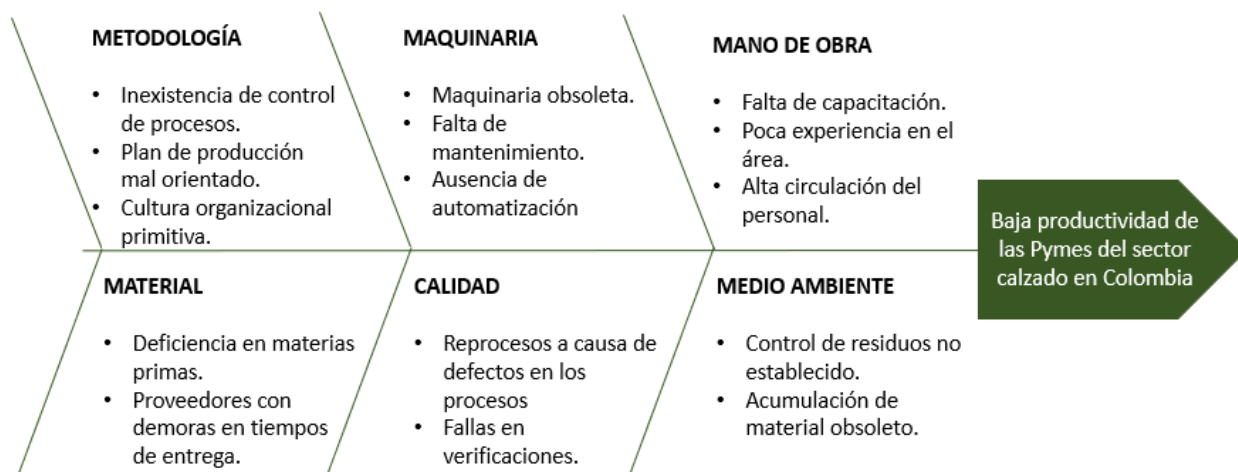 METODOLOGÍA
• Inexistencia de control
de procesos.
• Plan de producción
mal orientado.
• Cultura organizacional
primitiva.
MAQUINARIA
• Maquinaria obsoleta.
• Falta de
mantenimiento.
• Ausencia de
automatización
MANO DE OBRA
• Falta de capacitación.
• Poca experiencia en el
área.
• Alta circulación del
personal.
Baja productividad de
las Pymes del sector
calzado en Colombia
MATERIAL
• Deficiencia en materias
primas.
• Proveedores con
demoras en tiempos
de entrega.
CALIDAD
• Reprocesos a causa de
defectos en los
procesos
• Fallas en
verificaciones.
MEDIO AMBIENTE
• Control de residuos no
establecido.
• Acumulación de
material obsoleto.